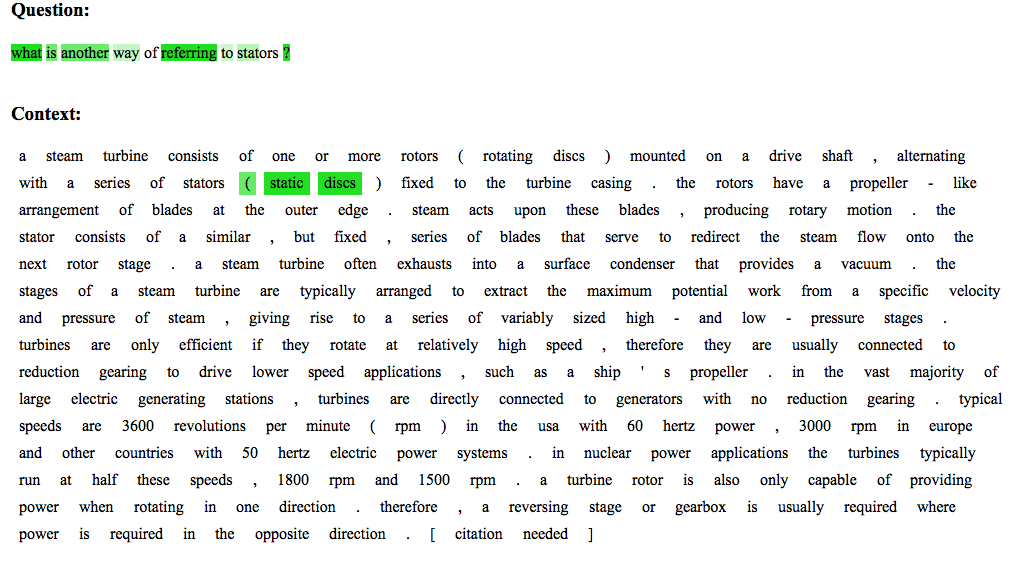 Question:
what is another way of referring to stators ?
Context:
a steam turbine consists of one or more rotors ( rotating discs ) mounted on a drive shaft , alternating
with a series of stators ( static discs ) fixed to the turbine casing . the rotors have a propeller - like
arrangement of blades at the outer edge . steam acts upon these blades , producing rotary motion . the
stator consists of a similar , but fixed , series of blades that serve to redirect the steam flow onto the
next rotor stage . a steam turbine often exhausts into a surface condenser that provides a vacuum . the
stages of a steam turbine are typically arranged to extract the maximum potential work from a specific velocity
and pressure of steam , giving rise to a series of variably sized high - and low - pressure stages .
turbines are only efficient if they rotate at relatively high speed , therefore they are usually connected to
reduction gearing to drive lower speed applications , such as a ship ' s propeller . in the vast majority of
large electric generating stations , turbines are directly connected to generators with no reduction gearing . typical
speeds are 3600 revolutions per minute ( rpm ) in the usa with 60 hertz power , 3000 rpm in europe
and other countries with 50 hertz electric power systems . in nuclear power applications the turbines typically
run at half these speeds , 1800 rpm and 1500 rpm . a turbine rotor is also only capable of providing
power when rotating in one direction . therefore , a reversing stage or gearbox is usually required where
power is required in the opposite direction . [ citation needed ]